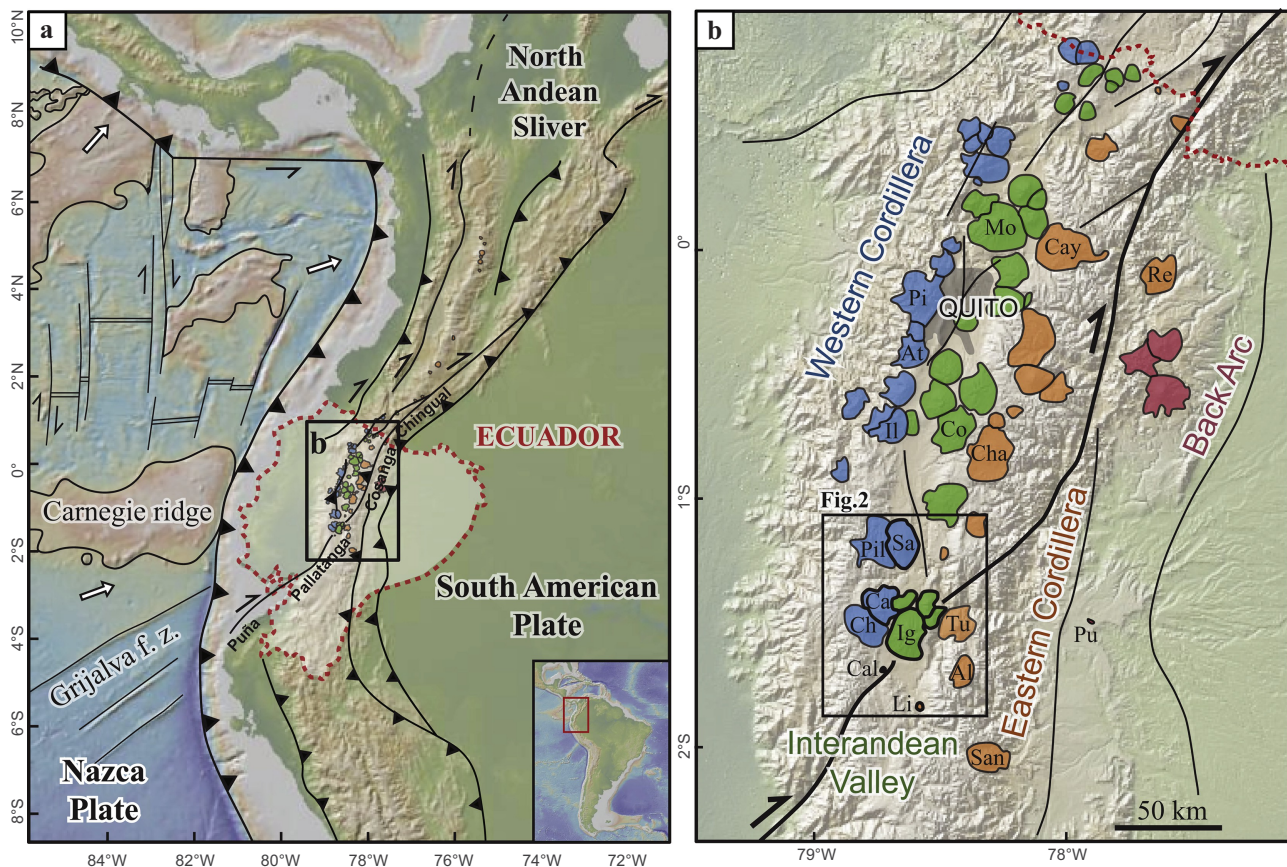 a
10°N
8°N
6°N
4°N
2°N
0°
2°S
4°S
6°S
8°S
84°W
82°W
80°W
78°W
76°W
74°W
72°W
North
Andean
Sliver
ECUADOR
b
Chingual
Cosanga
Pallatanga
Puña
Carnegie ridge
Grijalva f. z.
Nazca
Plate
South American
Plate
b
0°
1°S
2°S
79°W
78°W
Western Cordillera
Mo
Cay
Re
Pi
QUITO
At
Il
Co
Cha
Back Arc
Fig.2
Pil
Sa
Ca
Ch
Ig
Tu
Cal
Al
Li
Pu
San
Eastern Cordillera
Interandean
Valley
50 km